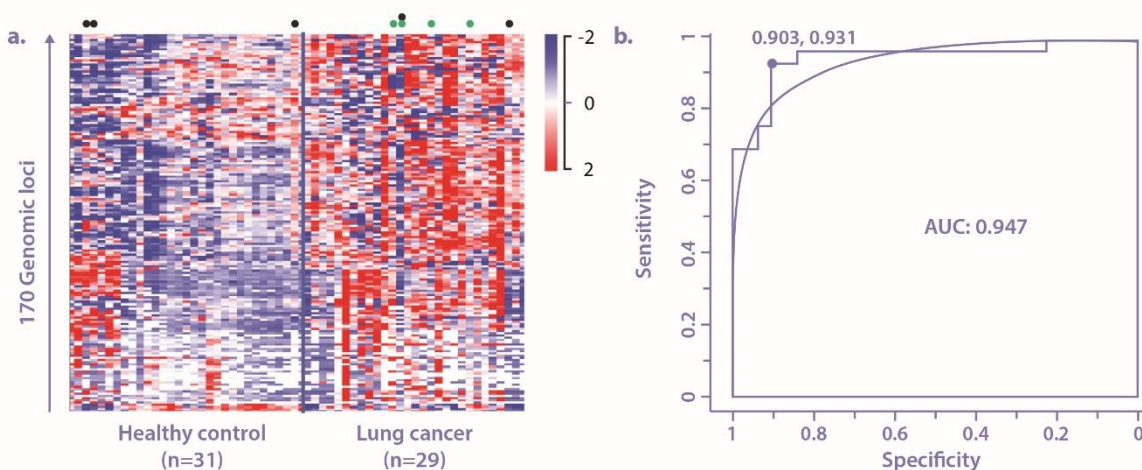 a.
170 Genomic loci
-2
0
2
Healthy control
(n=31)
Lung cancer
(n=29)
b.
0.903, 0.931
AUC: 0.947
Sensitivity
1
0.8
0.6
0.4
0.2
0
1
0.8
0.6
0.4
0.2
0
Specificity